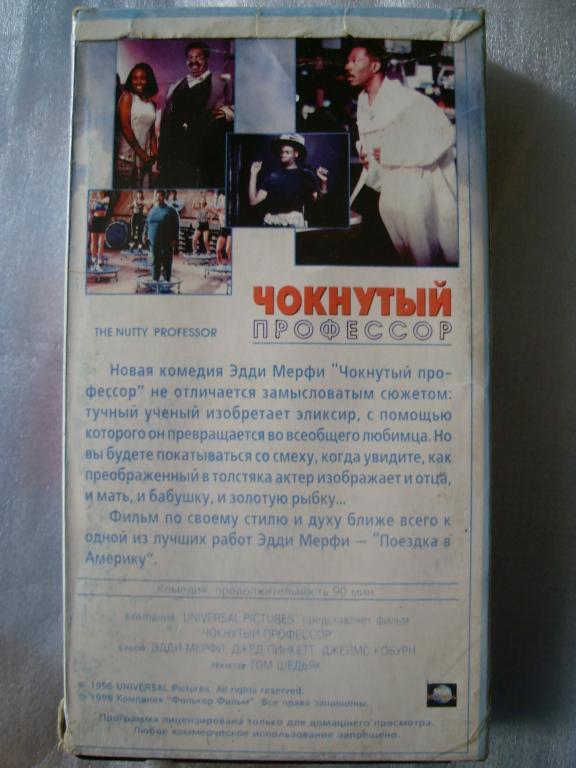 ЧОКНУТЫЙ
THE NUTTY PROFESSOR
ПРОФЕССОР
Новая комедия Эдди Мерфи "Чокнутый про-
фессор" не отличается замысловатым сюжетом:
тучный ученый изобретает эликсир, с помощью
которого он превращается во всеобщего любимца. Но
вы будете покатываться со смеху, когда увидите, как
преображенный в толстяка актер изображает и отца,
и мать, и бабушку, и золотую рыбку...
Фильм по своему стилю и духу ближе всего к
одной из лучших работ Эдди Мерфи — "Поездка в
Америку".
Комедия, продолжительность 90 мин.
Компания "UNIVERSAL PICTURES" представляет фильм
ЧОКНУТЫЙ ПРОФЕССОР"
в ролях ЭДДИ МЕРФИ, ДЖЕД ПИНКЕТТ, ДЖЕЙМС КОБУРН
режиссер ТОМ ШЕДЬЯК
© 1996 UNIVERSAL Pictures. All rights reserved.
© 1996 Компания "Фолькор Фильм". Все права защищены.
Программа лицензирована только для домашнего просмотра.
Любое коммерческое использование запрещено.